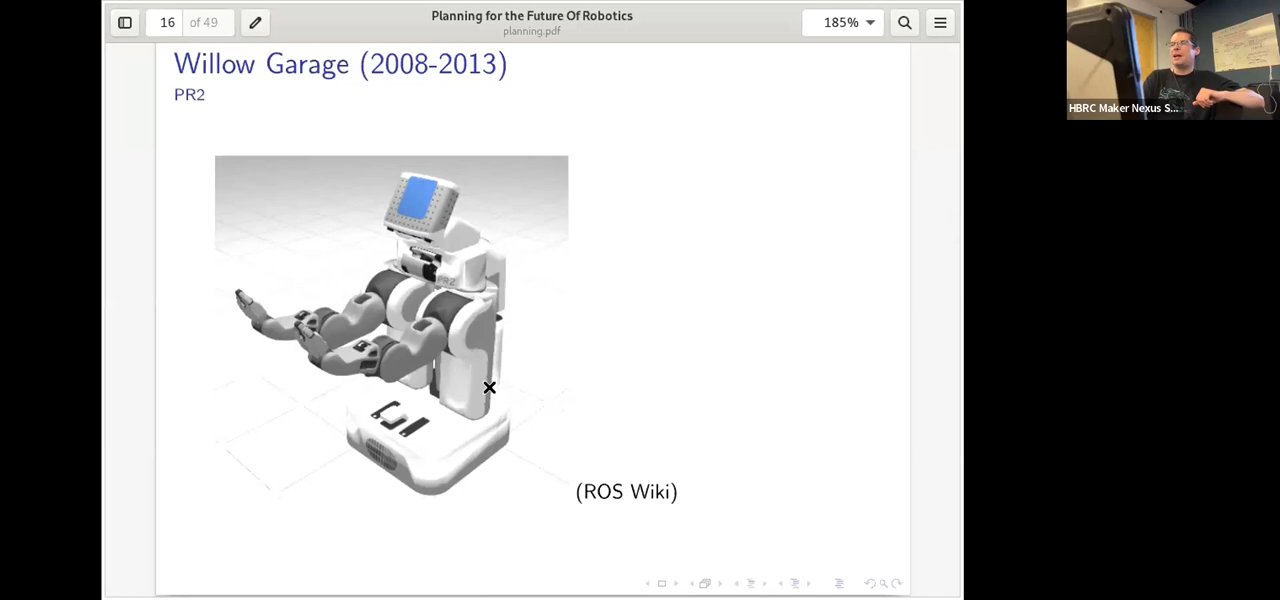 16 of 49
Planning for the Future Of Robotics
planning.pdf
185%
Willow Garage (2008-2013)
PR2
PR2
(ROS Wiki)
HBRC Maker Nexus S...